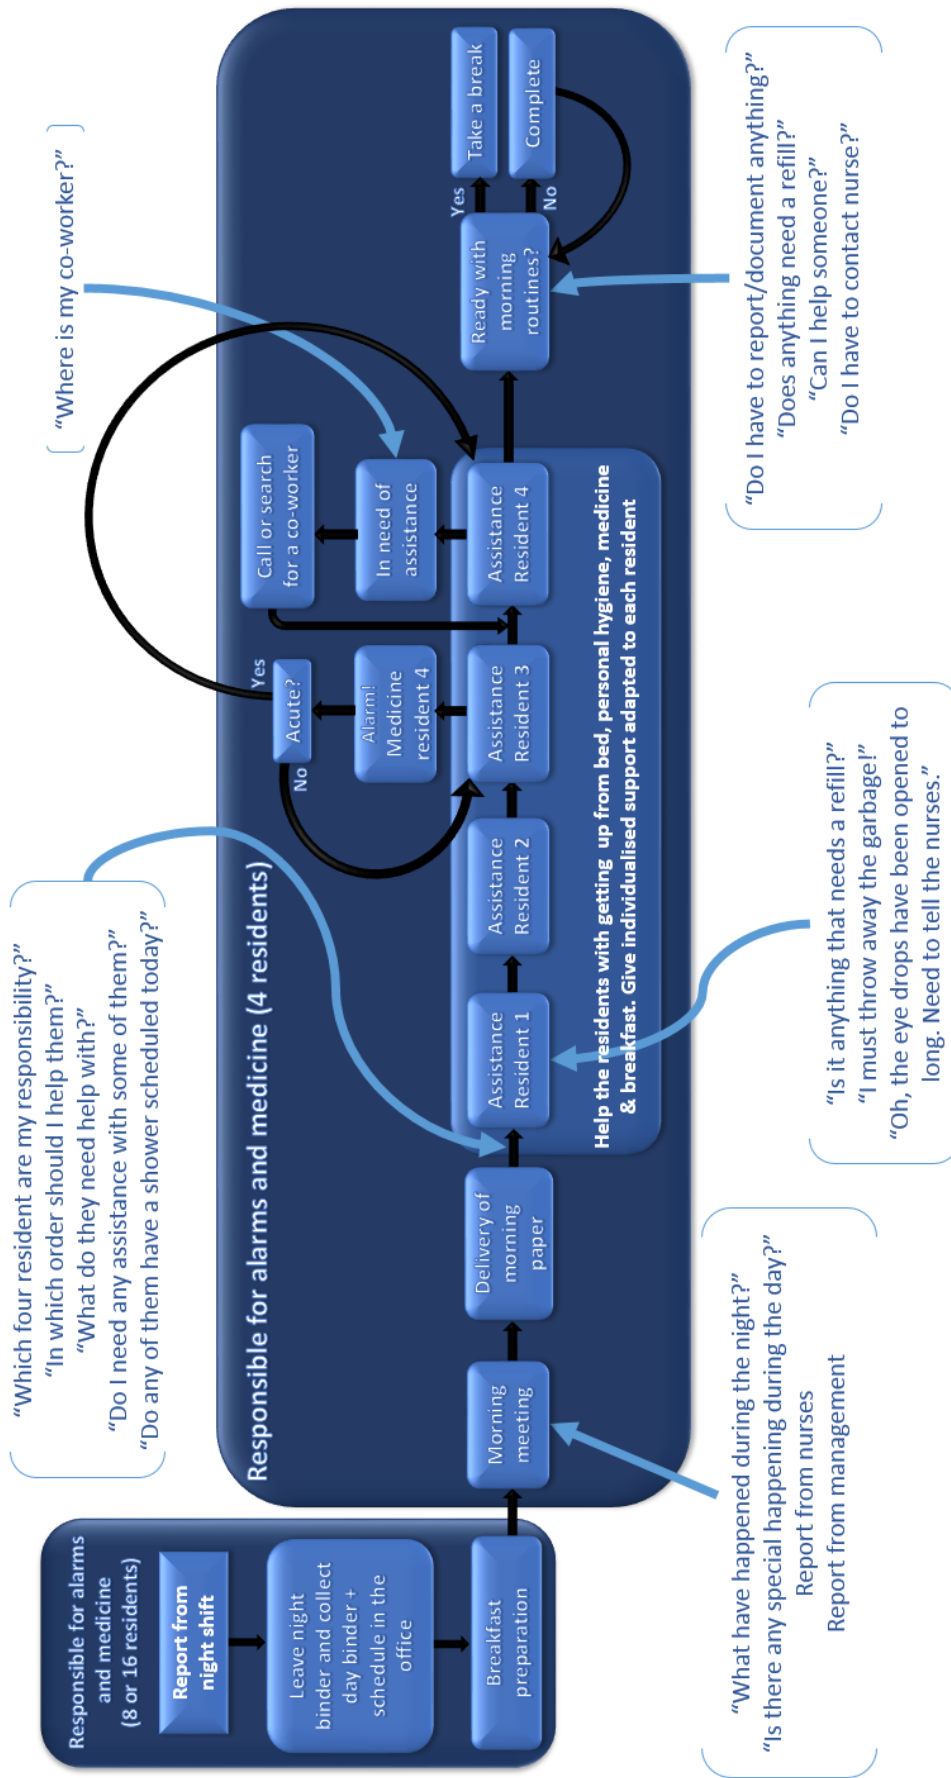 “Which four resident are my responsibility?”
“In which order should I help them?”
“What do they need help with?”
“Do I need any assistance with some of them?”
“Do any of them have a shower scheduled today?”
“Where is my co-worker?”
Responsible for alarms
and medicine
(8 or 16 residents)
Report from
night shift
Leave night
binder and collect
day binder +
schedule in the
office
Breakfast
preparation
Responsible for alarms and medicine (4 residents)
Morning
meeting
Delivery of
morning
paper
Assistance
Resident 1
Assistance
Resident 2
Assistance
Resident 3
Alarm!
Medicine
resident 4
Acute?
No
Yes
Assistance
Resident 4
In need of
assistance
Call or search
for a co-worker
Help the residents with getting up from bed, personal hygiene, medicine
& breakfast. Give individualised support adapted to each resident
Ready with
morning
routines?
Yes
No
Take a break
Complete
“What have happened during the night?”
“Is there any special happening during the day?”
Report from nurses
Report from management
“Is it anything that needs a refill?”
“I must throw away the garbage!”
“Oh, the eye drops have been opened to
long. Need to tell the nurses.”
“Do I have to report/document anything?”
“Does anything need a refill?”
“Can I help someone?”
“Do I have to contact nurse?”